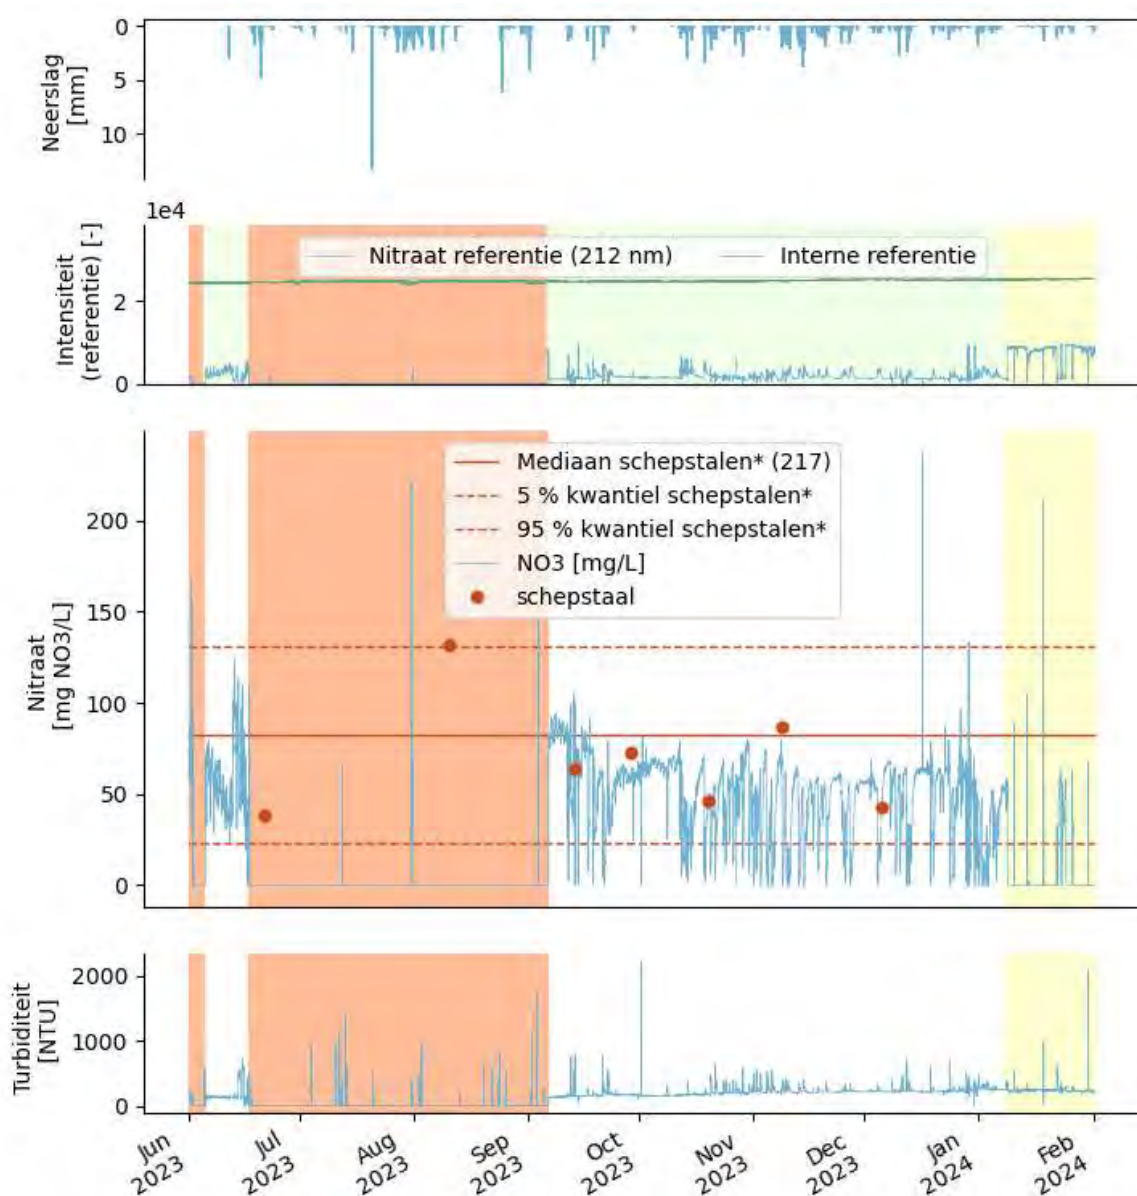 0
5
10
Neerslag
[mm]
1e4
2
0
Intensiteit
(referentie) [-]
Nitraat referentie (212 nm)
Interne referentie
200
150
100
50
0
Nitraat
[mg NO3/L]
Mediaan schepstalen* (217)
5 % kwantiel schepstalen*
95 % kwantiel schepstalen*
NO3 [mg/L]
schepstaal
2000
1000
0
Turbiditeit
[NTU]
Jun
2023
Jul
2023
Aug
2023
Sep
2023
Oct
2023
Nov
2023
Dec
2023
Jan
2024
Feb
2024